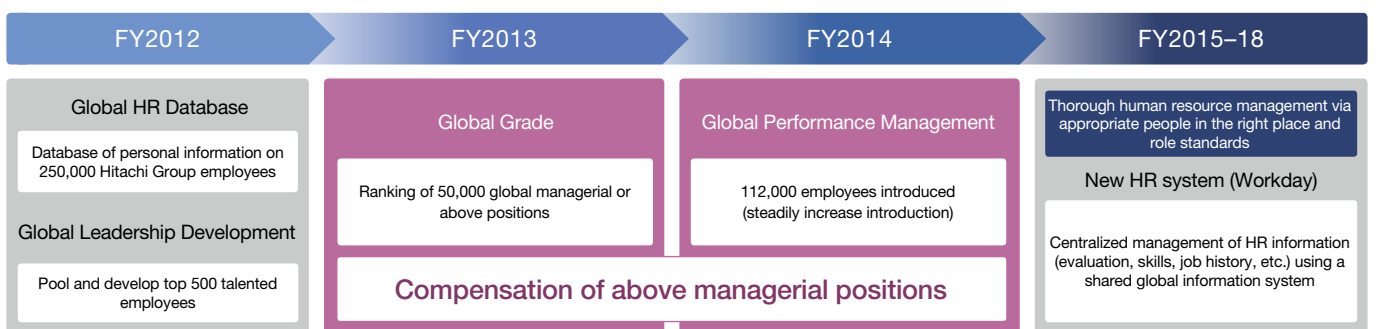 FY2012
FY2013
FY2014
FY2015–18
Global HR Database
Database of personal information on
250,000 Hitachi Group employees
Global Leadership Development
Pool and develop top 500 talented
employees
Global Grade
Ranking of 50,000 global managerial or
above positions
Global Performance Management
112,000 employees introduced
(steadily increase introduction)
Compensation of above managerial positions
Thorough human resource management via
appropriate people in the right place and
role standards
New HR system (Workday)
Centralized management of HR information
(evaluation, skills, job history, etc.) using a
shared global information system